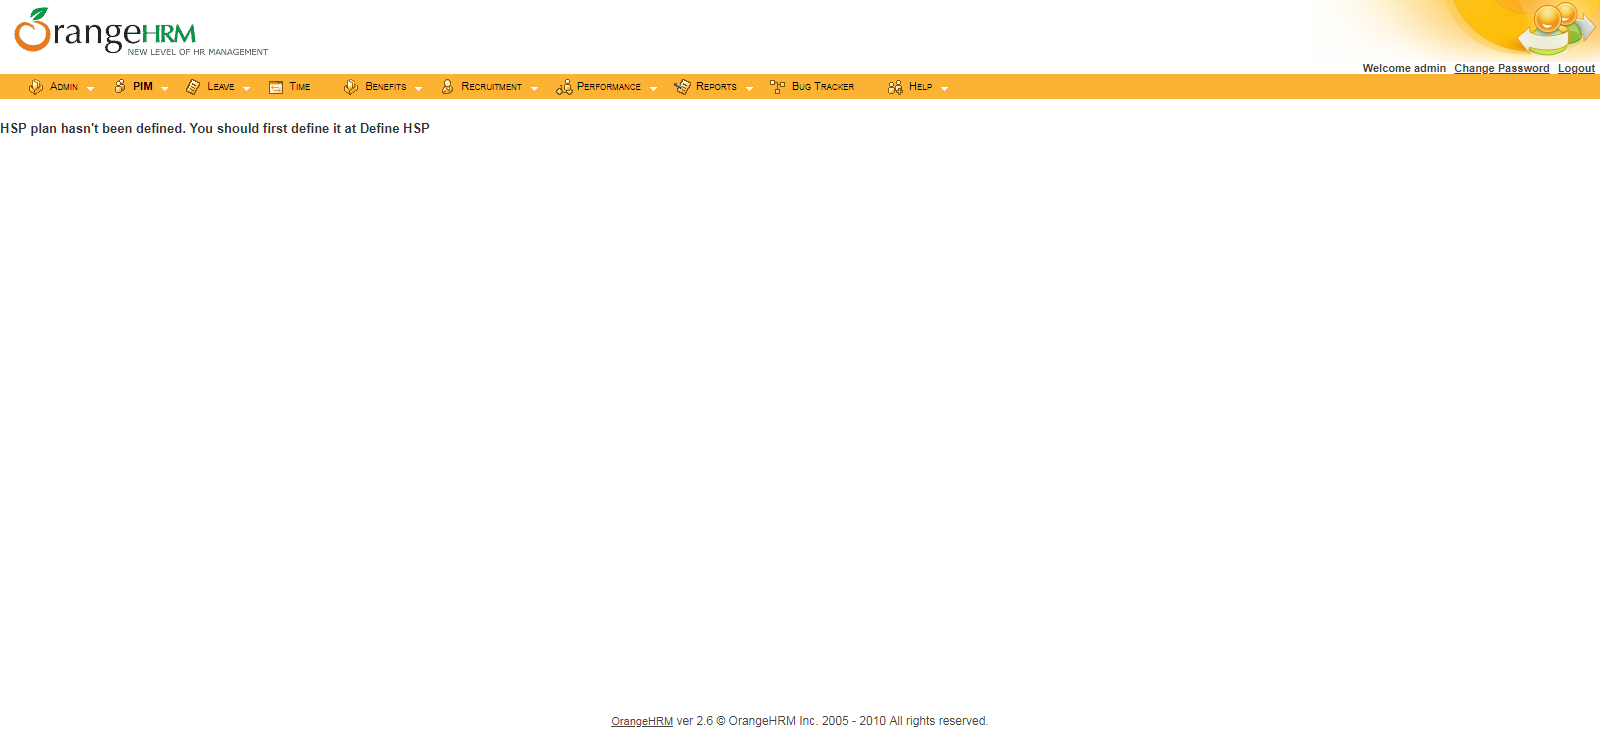 OrangeHRM
NEW LEVEL OF HR MANAGEMENT
Welcome admin Change Password Logout
ADMIN PIM LEAVE TIME BENEFITS RECRUITMENT PERFORMANCE REPORTS BUG TRACKER HELP
HSP plan hasn't been defined. You should first define it at Define HSP
OrangeHRM ver 2.6 © OrangeHRM Inc. 2005 - 2010 All rights reserved.